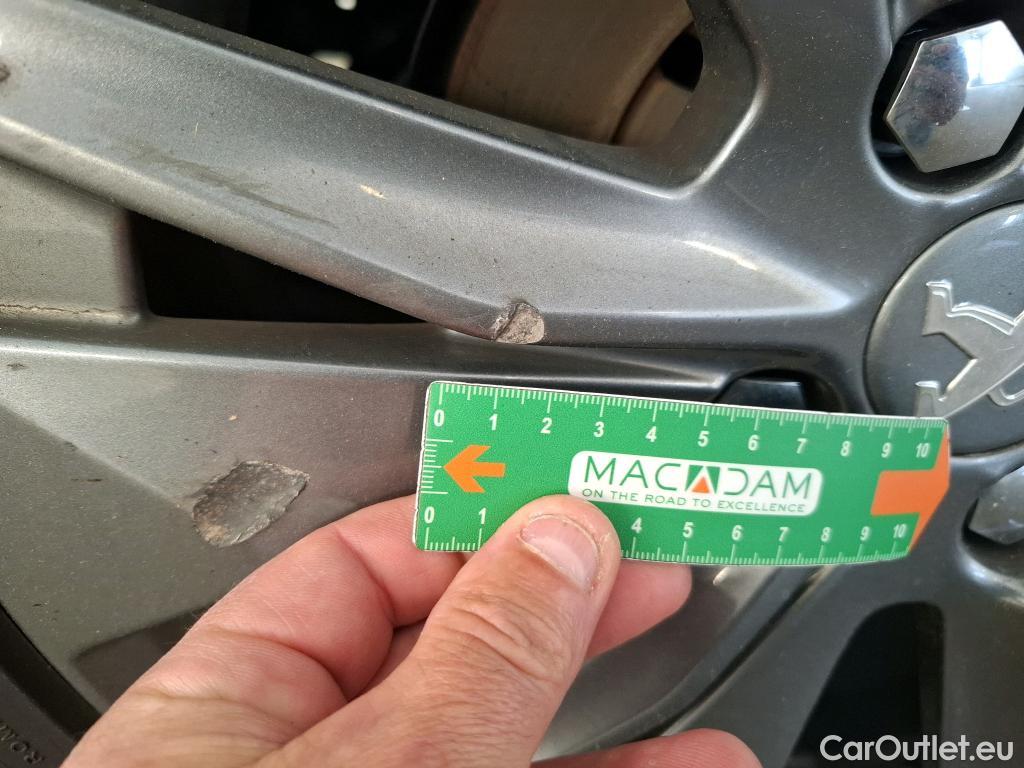 0 1 2 3 4 5 6 7 8 9 10
MACADAM
ON THE ROAD TO EXCELLENCE
0 1 4 5 6 7 8 9 10
ROM
CarOutlet.eu